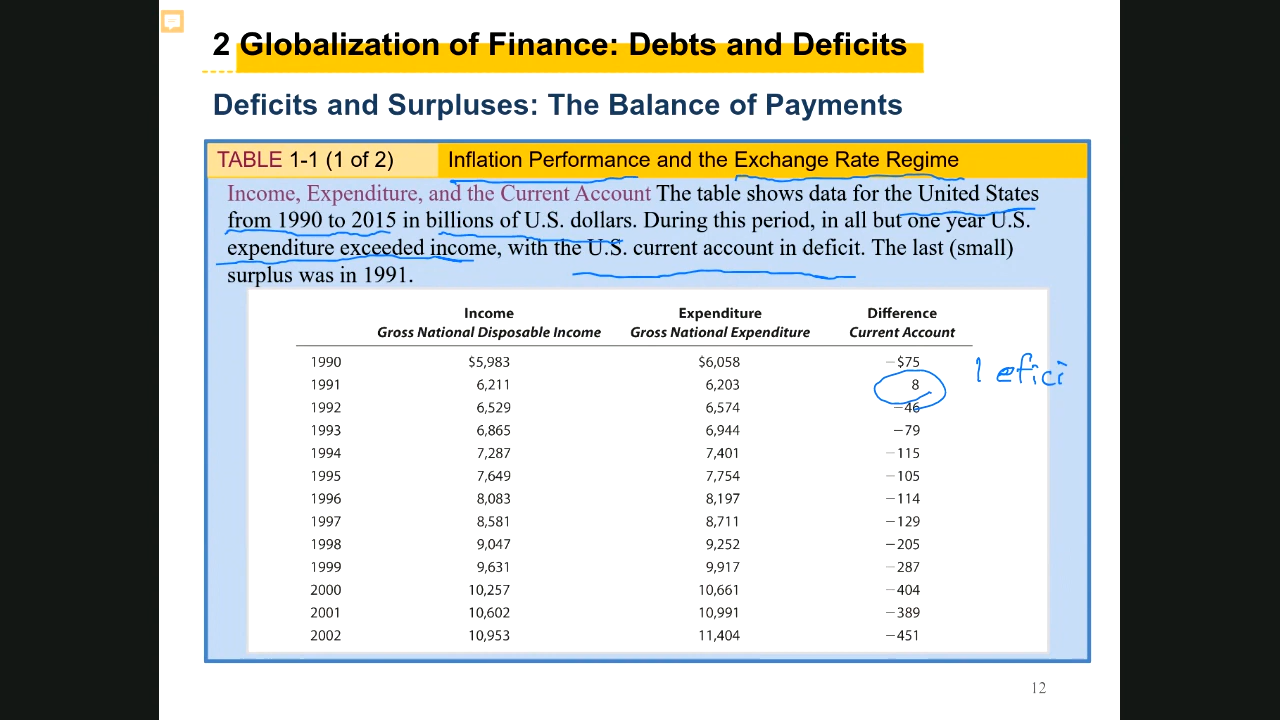 2 Globalization of Finance: Debts and Deficits
Deficits and Surpluses: The Balance of Payments
TABLE 1-1 (1 of 2) Inflation Performance and the Exchange Rate Regime
Income, Expenditure, and the Current Account The table shows data for the United States
from 1990 to 2015 in billions of U.S. dollars. During this period, in all but one year U.S.
expenditure exceeded income, with the U.S. current account in deficit. The last (small)
surplus was in 1991.
Income Expenditure Difference
Gross National Disposable Income Gross National Expenditure Current Account
1990 $5,983 $6,058 −$75
1991 6,211 6,203 8
1992 6,529 6,574 −46
1993 6,865 6,944 −79
1994 7,287 7,401 −115
1995 7,649 7,754 −105
1996 8,083 8,197 −114
1997 8,581 8,711 −129
1998 9,047 9,252 −205
1999 9,631 9,917 −287
2000 10,257 10,661 −404
2001 10,602 10,991 −389
2002 10,953 11,404 −451
12